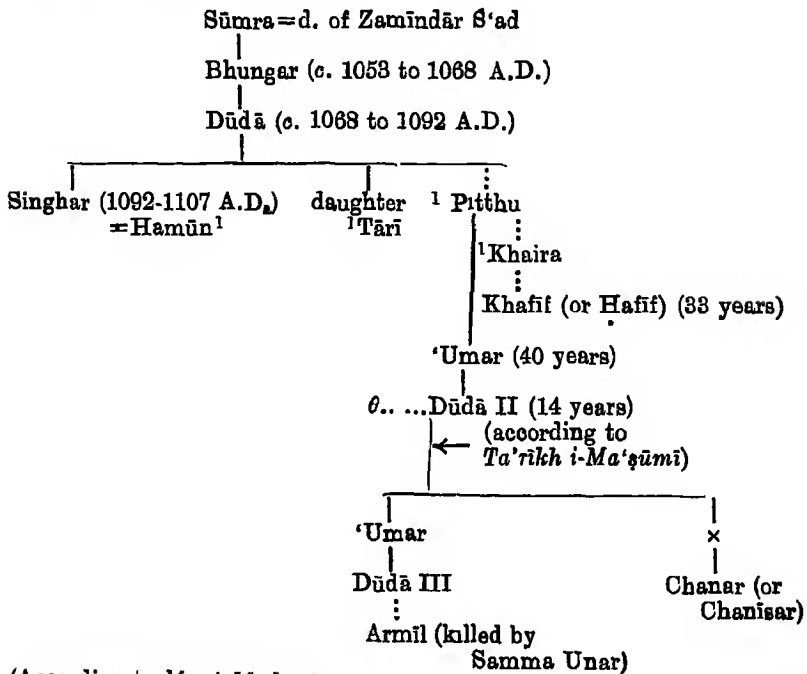 Sūmra=d. of Zamīndār S‘ad
Bhungar (c. 1053 to 1068 A.D.)
Dūdā (c. 1068 to 1092 A.D.)
Singhar (1092-1107 A.D.) daughter ¹ Pitthu
=Hamūn¹ ¹Tārī
¹Khaira
Khafīf (or Ḥafīf) (33 years)
‘Umar (40 years)
θ.. ...Dūdā II (14 years)
(according to
Ta’rīkh i-Ma‘ṣūmī)
‘Umar ×
Dūdā III Chanar (or
Chanīsar)
Armīl (killed by
Samma Unar)